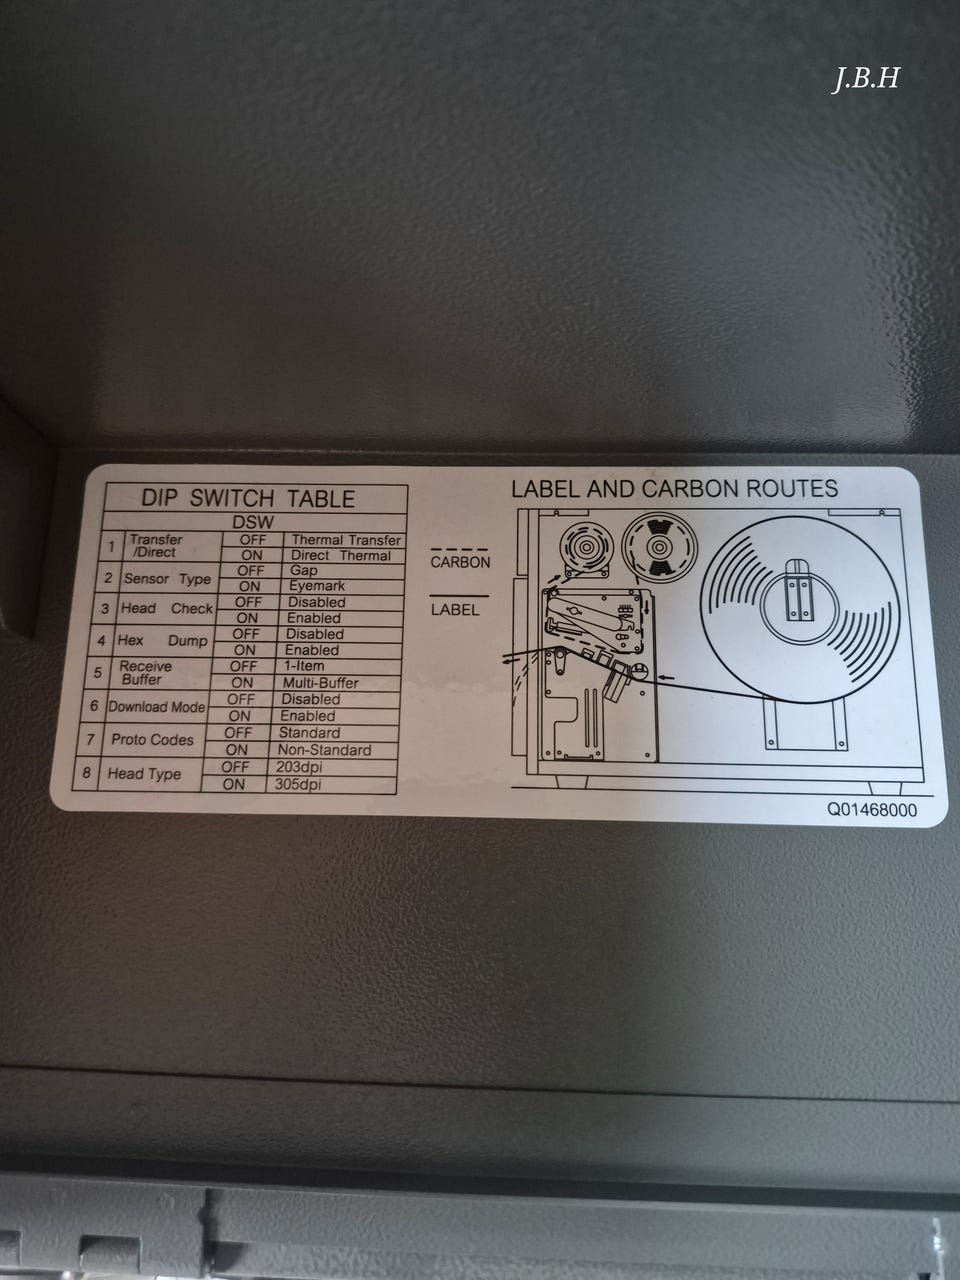 J.B.H
DIP SWITCH TABLE
DSW
1 Transfer /Direct OFF Thermal Transfer
ON Direct Thermal
2 Sensor Type OFF Gap
ON Eyemark
3 Head Check OFF Disabled
ON Enabled
4 Hex Dump OFF Disabled
ON Enabled
5 Receive Buffer OFF 1-Item
ON Multi-Buffer
6 Download Mode OFF Disabled
ON Enabled
7 Proto Codes OFF Standard
ON Non-Standard
8 Head Type OFF 203dpi
ON 305dpi
CARBON
LABEL
LABEL AND CARBON ROUTES
Q01468000